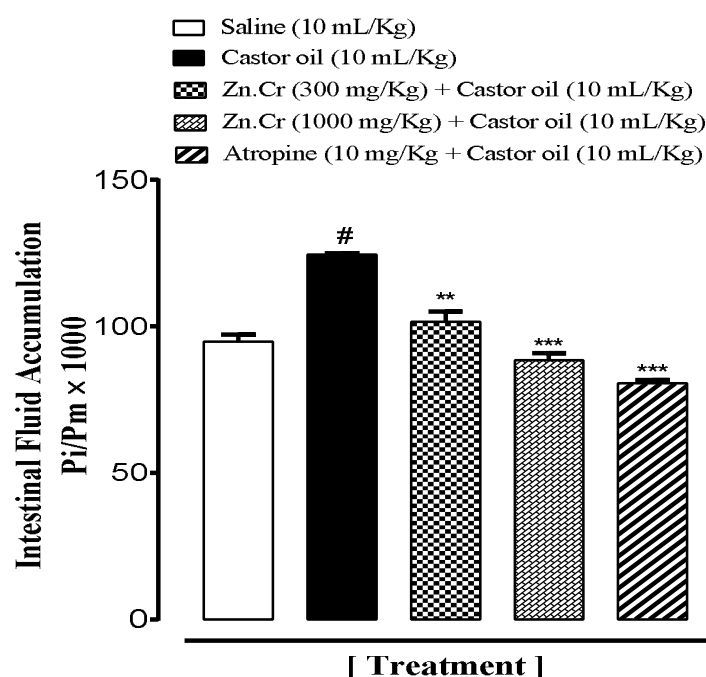 Saline (10 mL/Kg)
Castor oil (10 mL/Kg)
Zn.Cr (300 mg/Kg) + Castor oil (10 mL/Kg)
Zn.Cr (1000 mg/Kg) + Castor oil (10 mL/Kg)
Atropine (10 mg/Kg + Castor oil (10 mL/Kg)
Intestinal Fluid Accumulation
Pi/Pm x 1000
150
100
50
0
#
**
***
***
[ Treatment ]